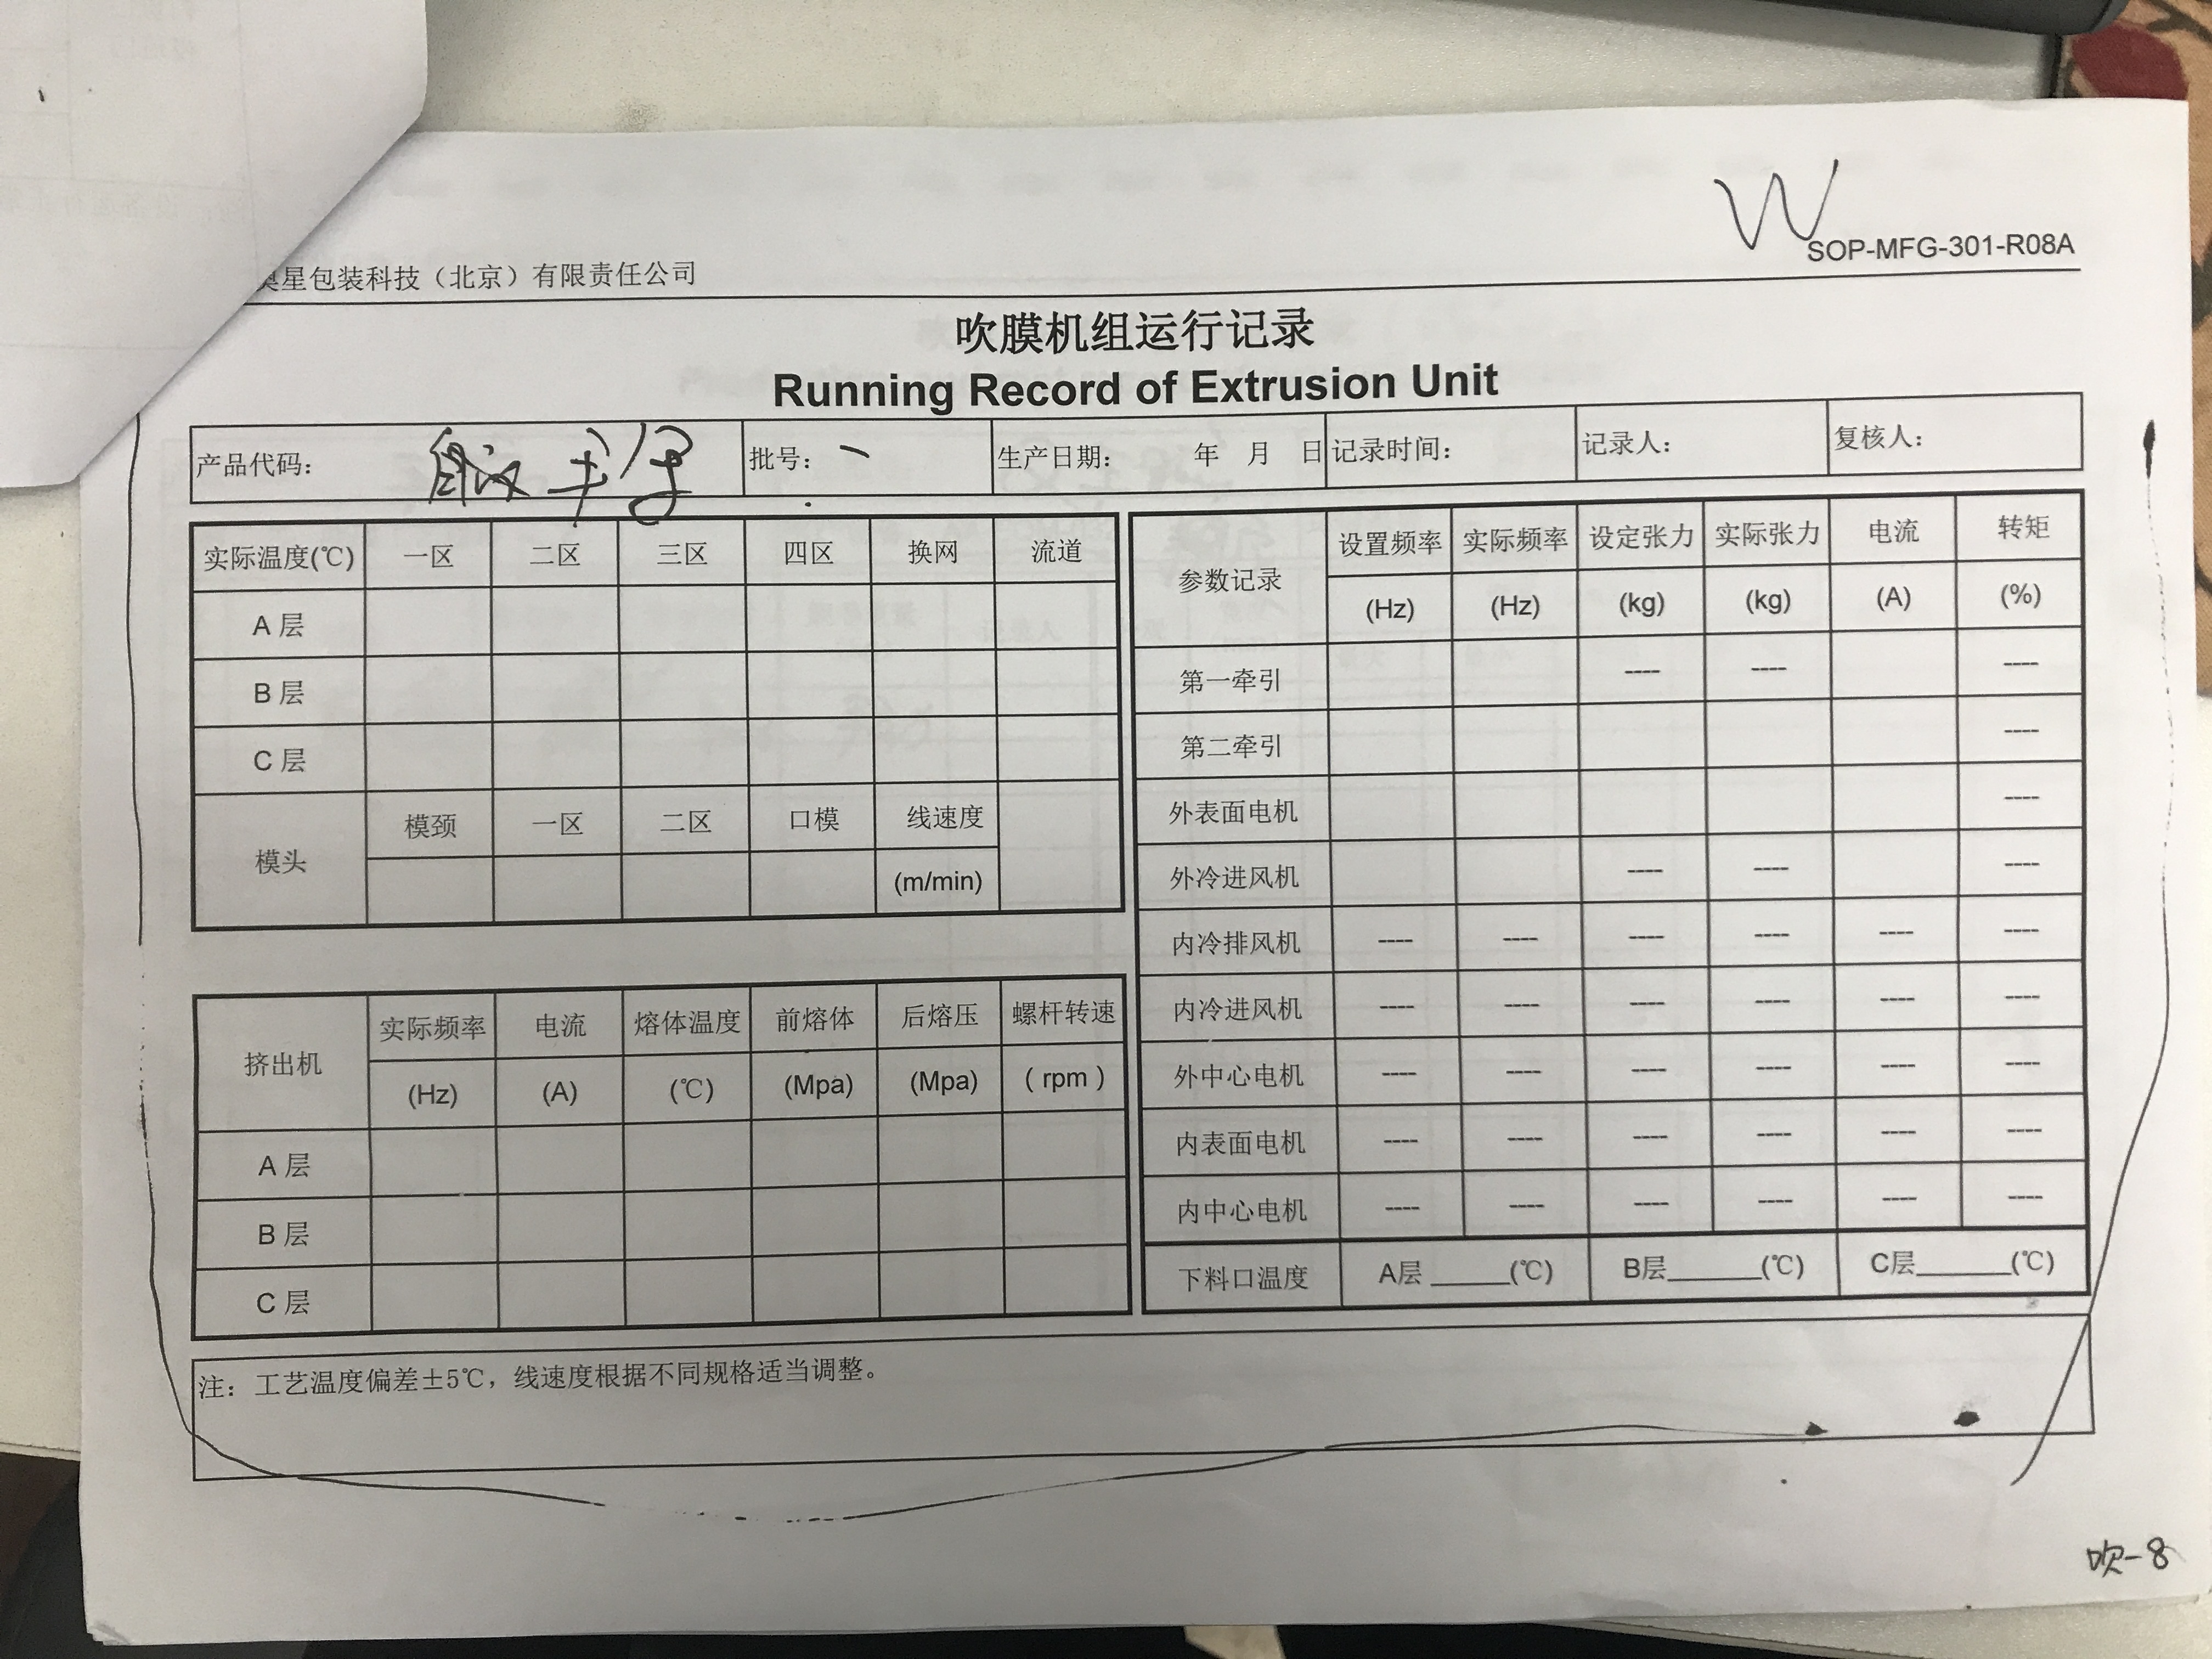 星包装科技（北京）有限责任公司
SOP-MFG-301-R08A
吹膜机组运行记录
Running Record of Extrusion Unit
产品代码： 批号： 生产日期： 年 月 日 记录时间： 记录人： 复核人：
实际温度(℃) 一区 二区 三区 四区 换网 流道
A 层
B 层
C 层
模头 模颈 一区 二区 口模 线速度
(m/min)
挤出机 实际频率 电流 熔体温度 前熔体 后熔压 螺杆转速
(Hz) (A) (℃) (Mpa) (Mpa) ( rpm )
A 层
B 层
C 层
参数记录 设置频率 实际频率 设定张力 实际张力 电流 转矩
(Hz) (Hz) (kg) (kg) (A) (%)
第一牵引 ---- ---- ----
第二牵引 ----
外表面电机 ----
外冷进风机 ---- ---- ----
内冷排风机 ---- ---- ---- ---- ---- ----
内冷进风机 ---- ---- ---- ---- ---- ----
外中心电机 ---- ---- ---- ---- ---- ----
内表面电机 ---- ---- ---- ---- ---- ----
内中心电机 ---- ---- ---- ---- ---- ----
下料口温度 A层 _____(℃) B层______(℃) C层______(℃)
注：工艺温度偏差±5℃，线速度根据不同规格适当调整。
吹-8